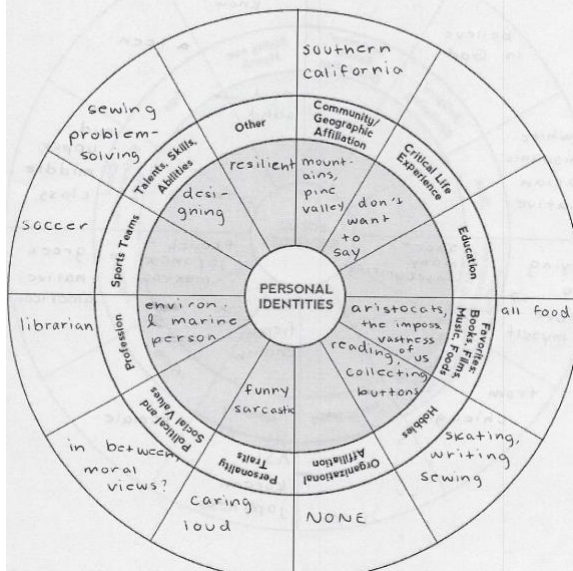 southern
california
sewing
problem-
solving
Other
Community/
Geographic
Affiliation
Talents, Skills,
Abilities
Critical Life
Experience
resilient
mount-
ains,
pine
valley
desi-
gning
don't
want
to
say
soccer
Sports Teams
Education
PERSONAL
IDENTITIES
librarian
Profession
environ.
& marine
person
aristocats,
the imposs.
vastness
of us
Favorites:
Books, Films,
Music, Foods
all food
reading,
collecting
buttons
funny
sarcastic
Political and
Social Values
Personality
Traits
Organizational
Affiliation
Hobbies
in between
moral
views?
caring
loud
NONE
skating,
writing
sewing